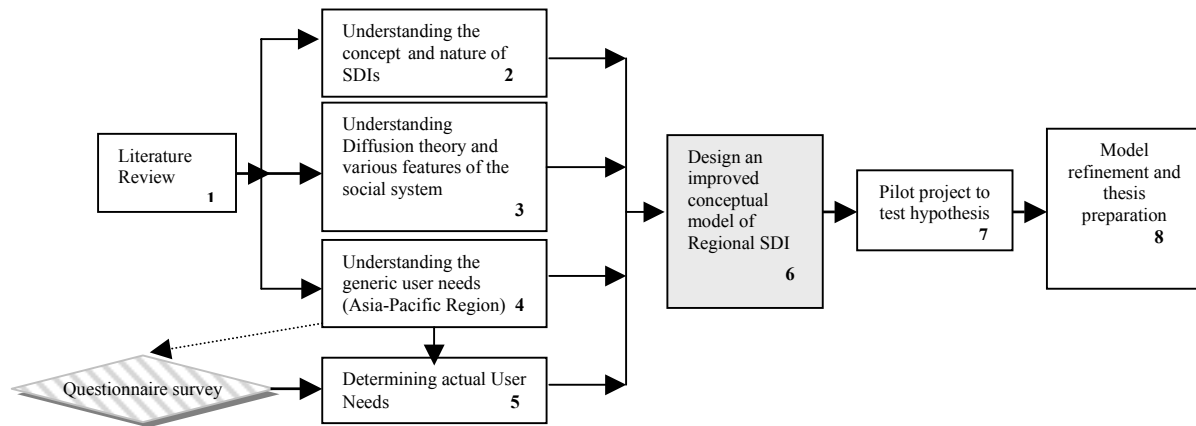 Literature
Review
1
Understanding the
concept and nature of
SDIs 2
Understanding
Diffusion theory and
various features of the
social system
3
Understanding the
generic user needs
(Asia-Pacific Region) 4
Questionnaire survey
Determining actual User
Needs 5
Design an
improved
conceptual
model of
Regional SDI
6
Pilot project to
test hypothesis
7
Model
refinement and
thesis
preparation
8